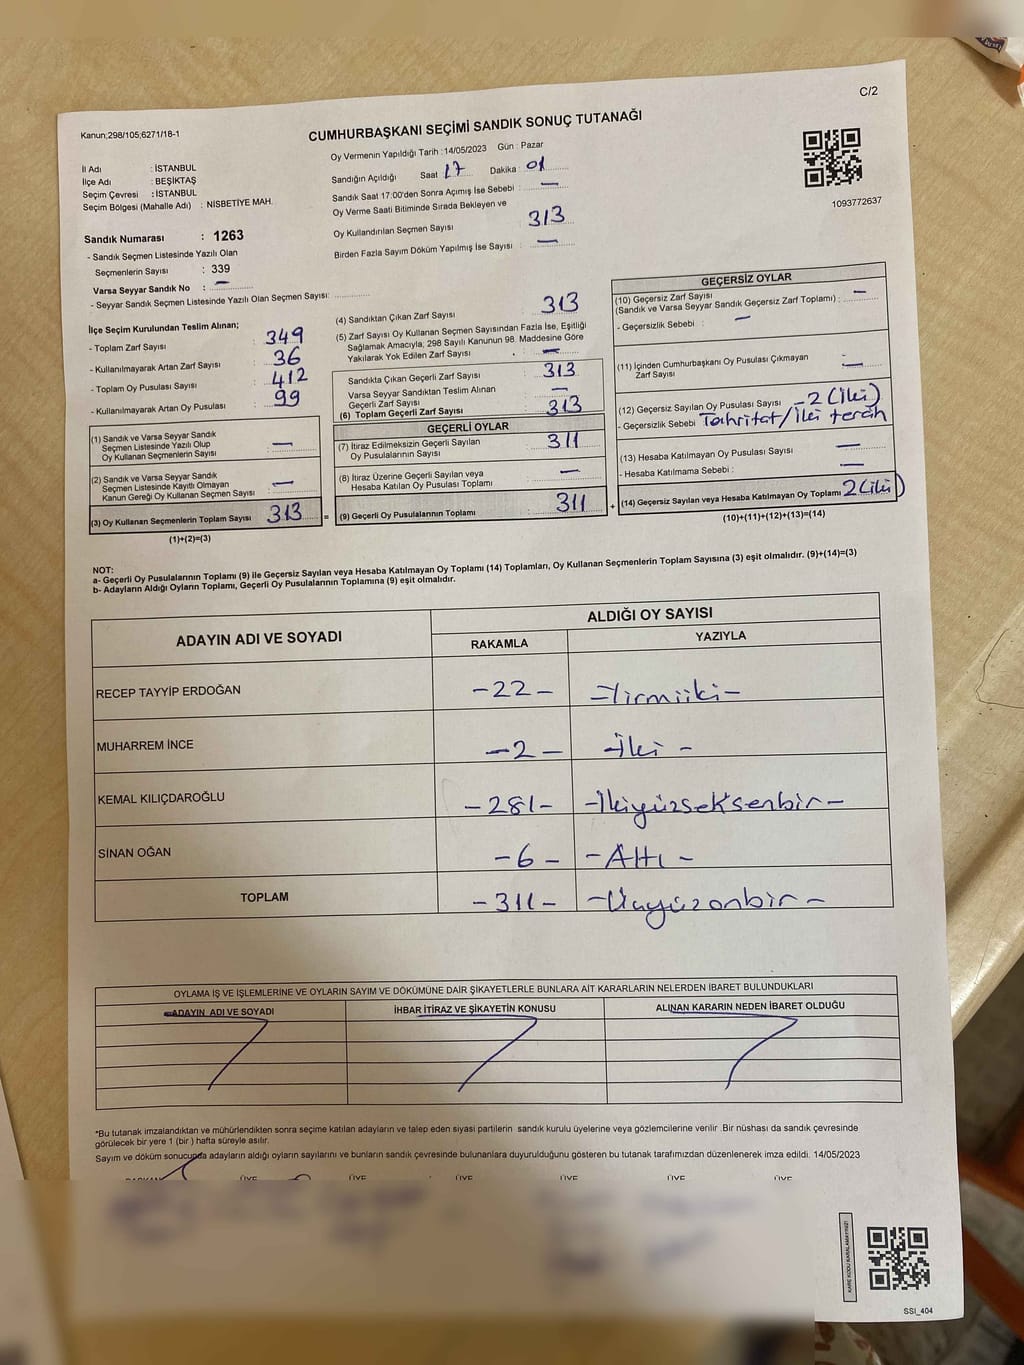 C/2
Kanun;298/105;6271/18-1
CUMHURBAŞKANI SEÇİMİ SANDIK SONUÇ TUTANAĞI
1093772637
İl Adı : İSTANBUL
İlçe Adı : BEŞİKTAŞ
Seçim Çevresi : İSTANBUL
Seçim Bölgesi (Mahalle Adı) : NİSBETİYE MAH.
Sandık Numarası : 1263
- Sandık Seçmen Listesinde Yazılı Olan
Seçmenlerin Sayısı : 339
Varsa Seyyar Sandık No : —
- Seyyar Sandık Seçmen Listesinde Yazılı Olan Seçmen Sayısı: ..............
Oy Vermenin Yapıldığı Tarih :14/05/2023 Gün : Pazar
Sandığın Açıldığı Saat 17 Dakika : 01
Sandık Saat 17:00'den Sonra Açımış İse Sebebi : —
Oy Verme Saati Bitiminde Sırada Bekleyen ve
Oy Kullandırılan Seçmen Sayısı : 313
Birden Fazla Sayım Döküm Yapılmış İse Sayısı : —
İlçe Seçim Kurulundan Teslim Alınan;
- Toplam Zarf Sayısı : 349
- Kullanılmayarak Artan Zarf Sayısı : 36
- Toplam Oy Pusulası Sayısı : 412
- Kullanılmayarak Artan Oy Pusulası : 99
(1) Sandık ve Varsa Seyyar Sandık
Seçmen Listesinde Yazılı Olup
Oy Kullanan Seçmenlerin Sayısı : —
(2) Sandık ve Varsa Seyyar Sandık
Seçmen Listesinde Kayıtlı Olmayan
Kanun Gereği Oy Kullanan Seçmen Sayısı : —
(3) Oy Kullanan Seçmenlerin Toplam Sayısı 313 =
(1)+(2)=(3)
(4) Sandıktan Çıkan Zarf Sayısı : 313
(5) Zarf Sayısı Oy Kullanan Seçmen Sayısından Fazla İse, Eşitliği
Sağlamak Amacıyla; 298 Sayılı Kanunun 98. Maddesine Göre
Yakılarak Yok Edilen Zarf Sayısı : —
Sandıkta Çıkan Geçerli Zarf Sayısı : 313
Varsa Seyyar Sandıktan Teslim Alınan
Geçerli Zarf Sayısı : —
(6) Toplam Geçerli Zarf Sayısı : 313
GEÇERLİ OYLAR
(7) İtiraz Edilmeksizin Geçerli Sayılan
Oy Pusulalarının Sayısı : 311
(8) İtiraz Üzerine Geçerli Sayılan veya
Hesaba Katılan Oy Pusulası Toplamı : —
(9) Geçerli Oy Pusulalarının Toplamı : 311 +
GEÇERSİZ OYLAR
(10) Geçersiz Zarf Sayısı
(Sandık ve Varsa Seyyar Sandık Geçersiz Zarf Toplamı) : —
- Geçersizlik Sebebi : —
(11) İçinden Cumhurbaşkanı Oy Pusulası Çıkmayan
Zarf Sayısı : —
(12) Geçersiz Sayılan Oy Pusulası Sayısı -2 (iki)
- Geçersizlik Sebebi Tahrifat/iki tercih
(13) Hesaba Katılmayan Oy Pusulası Sayısı : —
- Hesaba Katılmama Sebebi : —
(14) Geçersiz Sayılan veya Hesaba Katılmayan Oy Toplamı 2 (iki)
(10)+(11)+(12)+(13)=(14)
NOT:
a- Geçerli Oy Pusulalarının Toplamı (9) ile Geçersiz Sayılan veya Hesaba Katılmayan Oy Toplamı (14) Toplamları, Oy Kullanan Seçmenlerin Toplam Sayısına (3) eşit olmalıdır. (9)+(14)=(3)
b- Adayların Aldığı Oyların Toplamı, Geçerli Oy Pusulalarının Toplamına (9) eşit olmalıdır.
ADAYIN ADI VE SOYADI ALDIĞI OY SAYISI
RAKAMLA YAZIYLA
RECEP TAYYİP ERDOĞAN -22- -Yirmiiki-
MUHARREM İNCE -2- -İki-
KEMAL KILIÇDAROĞLU -281- -İkiyüzseksenbir-
SİNAN OĞAN -6- -Altı-
TOPLAM -311- -Üçyüzonbir-
OYLAMA İŞ VE İŞLEMLERİNE VE OYLARIN SAYIM VE DÖKÜMÜNE DAİR ŞİKAYETLERLE BUNLARA AİT KARARLARIN NELERDEN İBARET BULUNDUKLARI
ADAYIN ADI VE SOYADI İHBAR İTİRAZ VE ŞİKAYETİN KONUSU ALINAN KARARIN NEDEN İBARET OLDUĞU
*Bu tutanak imzalandıktan ve mühürlendikten sonra seçime katılan adayların ve talep eden siyasi partilerin sandık kurulu üyelerine veya gözlemcilerine verilir .Bir nüshası da sandık çevresinde
görülecek bir yere 1 (bir ) hafta süreyle asılır.
Sayım ve döküm sonucunda adayların aldığı oyların sayılarını ve bunların sandık çevresinde bulunanlara duyurulduğunu gösteren bu tutanak tarafımızdan düzenlenerek imza edildi. 14/05/2023
BAŞKAN ÜYE ÜYE ÜYE ÜYE ÜYE ÜYE
KARE KODU KARALAMAYINIZ!
SSI_404